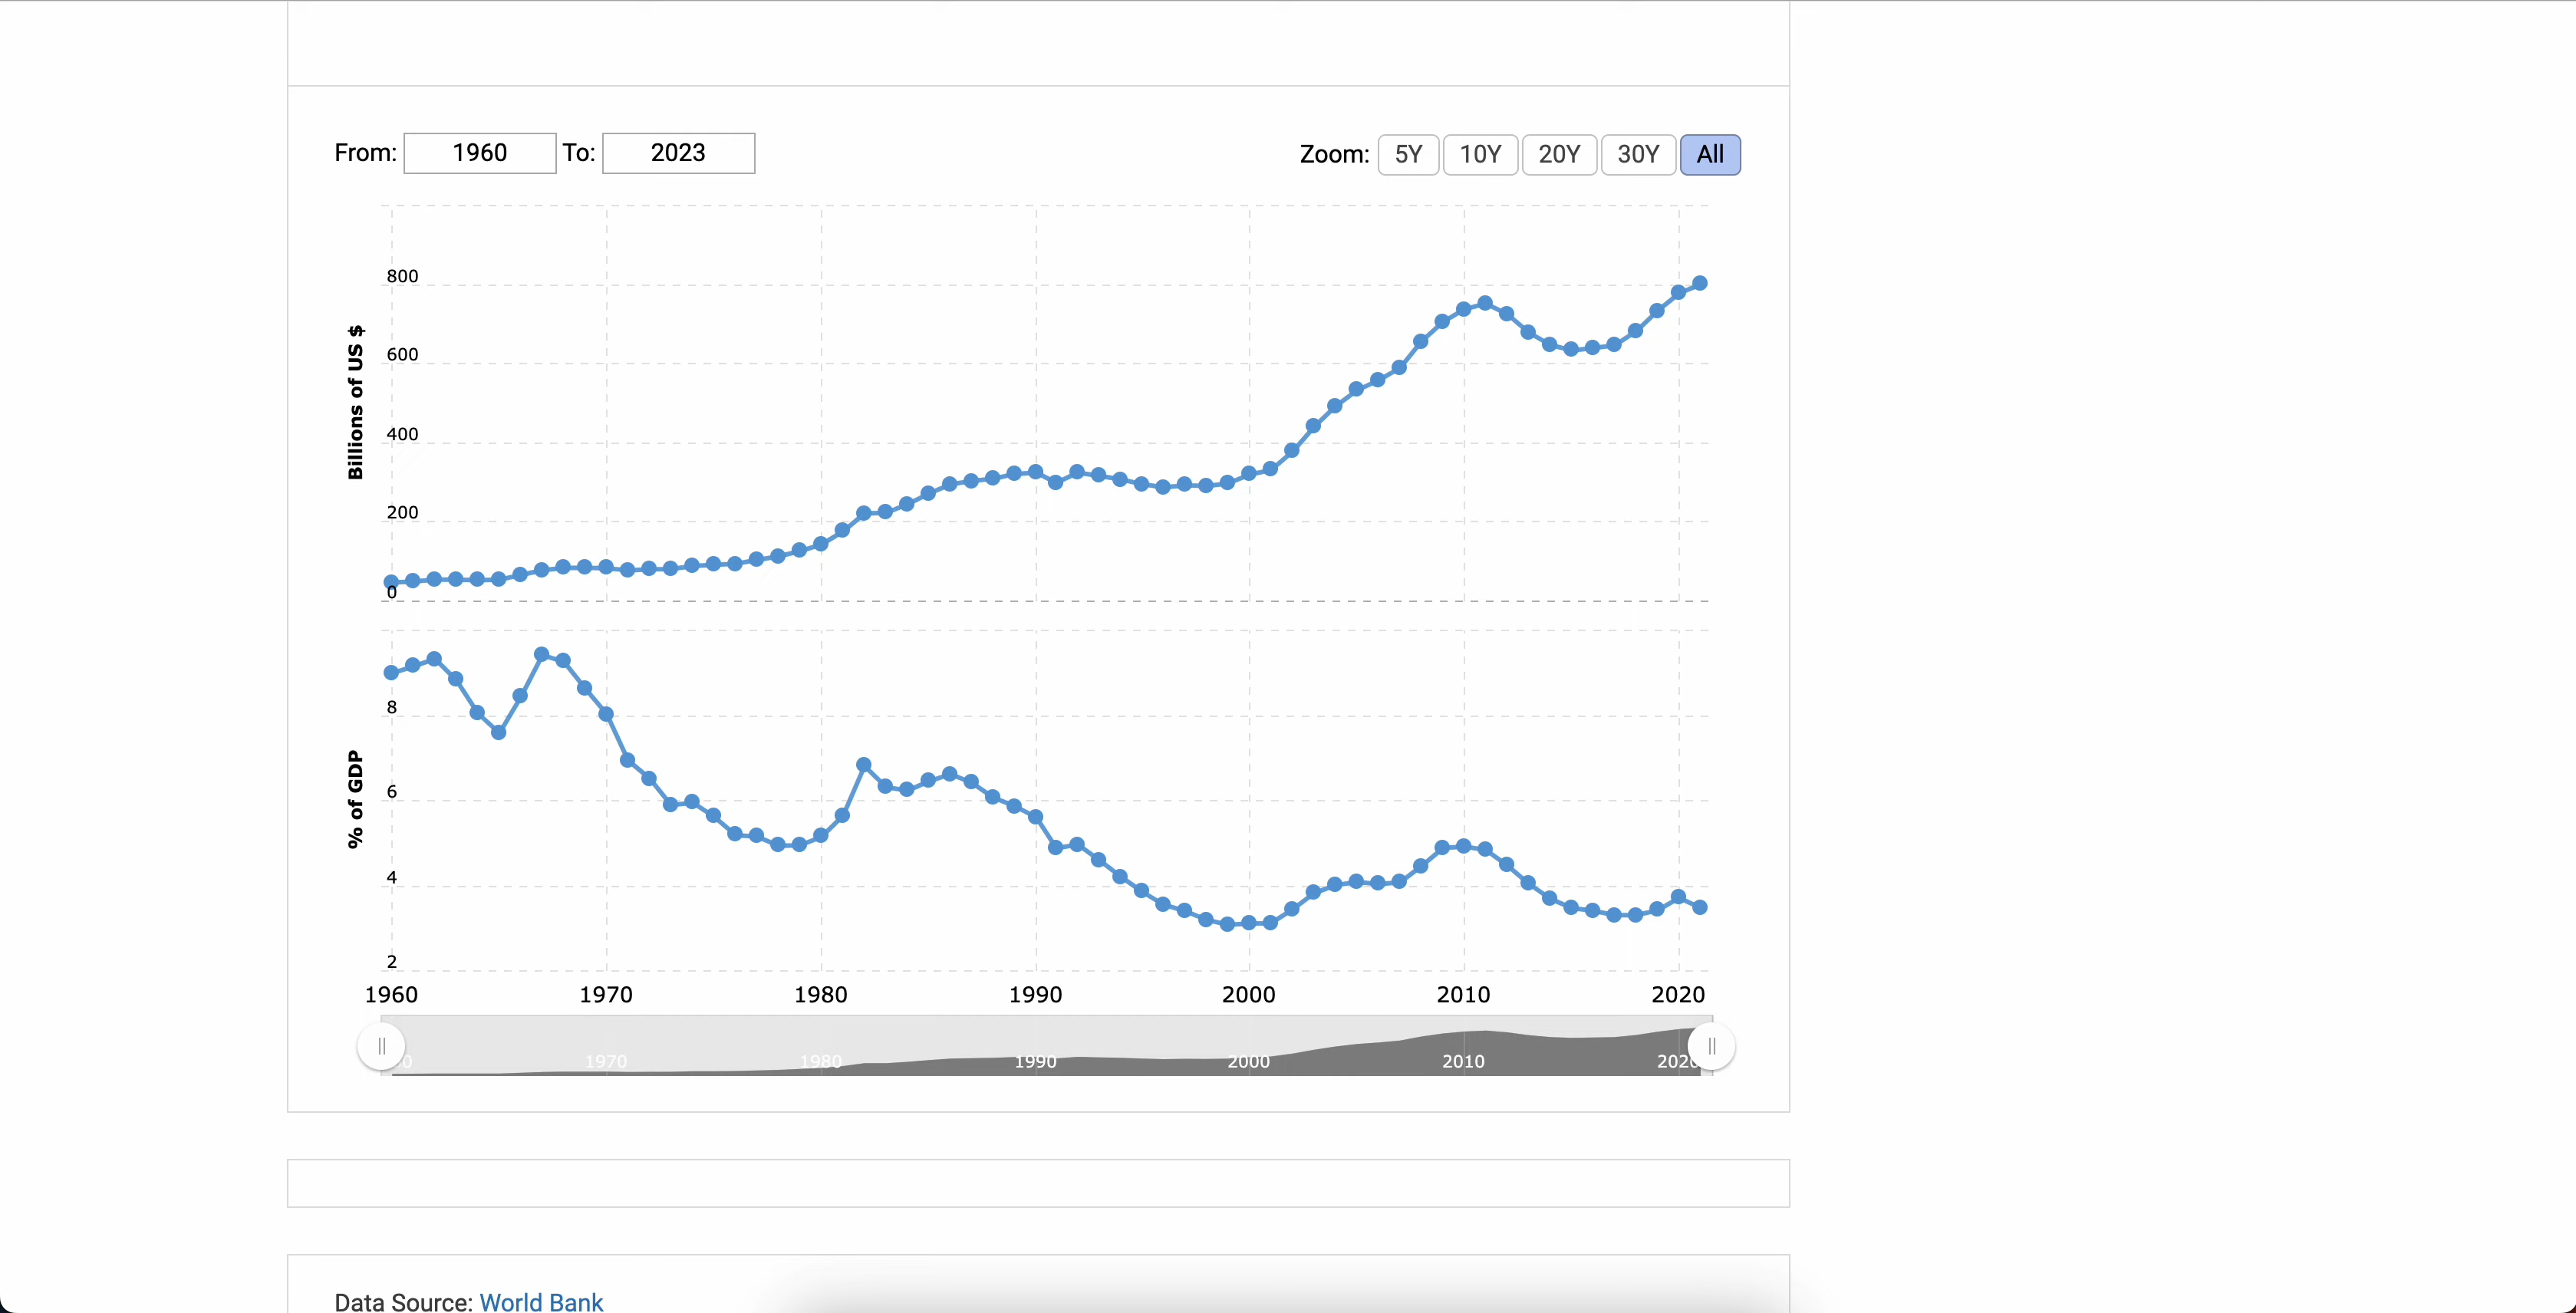 From: 1960 To: 2023
Zoom: 5Y 10Y 20Y 30Y All
Billions of US $
800
600
400
200
0
% of GDP
8
6
4
2
1960 1970 1980 1990 2000 2010 2020
1970 1980 1990 2000 2010
Data Source: World Bank